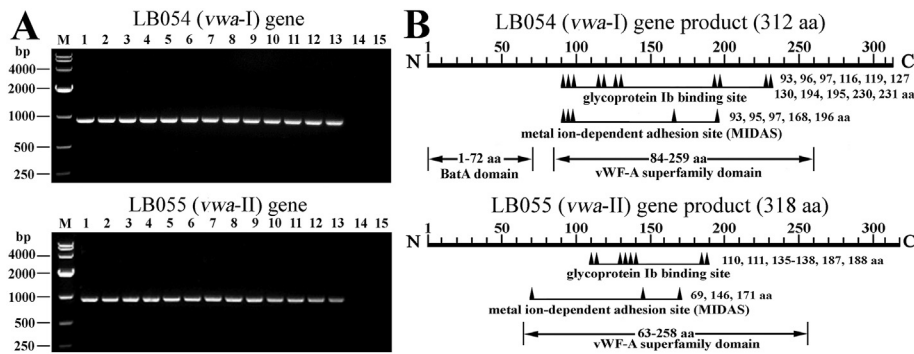 A
LB054 (vwa-I) gene
M 1 2 3 4 5 6 7 8 9 10 11 12 13 14 15
bp
4000
2000
1000
500
250
LB055 (vwa-II) gene
M 1 2 3 4 5 6 7 8 9 10 11 12 13 14 15
bp
4000
2000
1000
500
250
B
LB054 (vwa-I) gene product (312 aa)
N 1 50 100 150 200 250 300 C
93, 96, 97, 116, 119, 127
glycoprotein Ib binding site 130, 194, 195, 230, 231 aa
93, 95, 97, 168, 196 aa
metal ion-dependent adhesion site (MIDAS)
1-72 aa 84-259 aa
BatA domain vWF-A superfamily domain
LB055 (vwa-II) gene product (318 aa)
N 1 50 100 150 200 250 300 C
110, 111, 135-138, 187, 188 aa
glycoprotein Ib binding site
69, 146, 171 aa
metal ion-dependent adhesion site (MIDAS)
63-258 aa
vWF-A superfamily domain